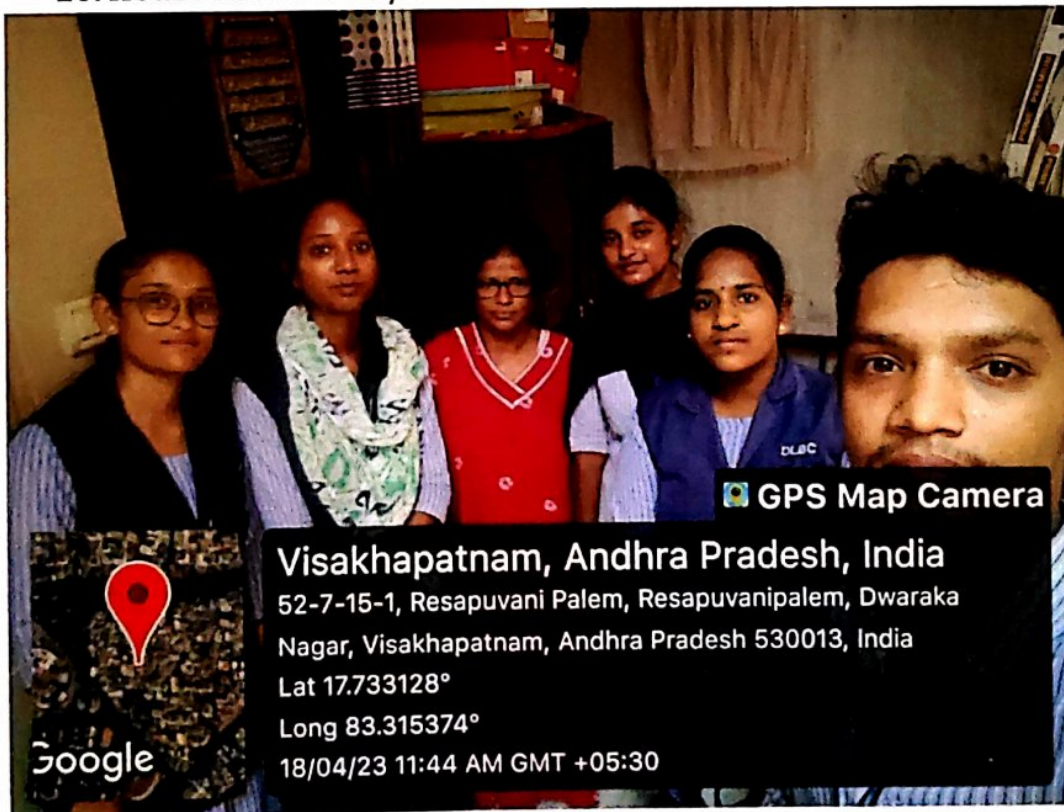 DLBC
GPS Map Camera
Visakhapatnam, Andhra Pradesh, India
52-7-15-1, Resapuvani Palem, Resapuvanipalem, Dwaraka
Nagar, Visakhapatnam, Andhra Pradesh 530013, India
Lat 17.733128°
Long 83.315374°
18/04/23 11:44 AM GMT +05:30
Google